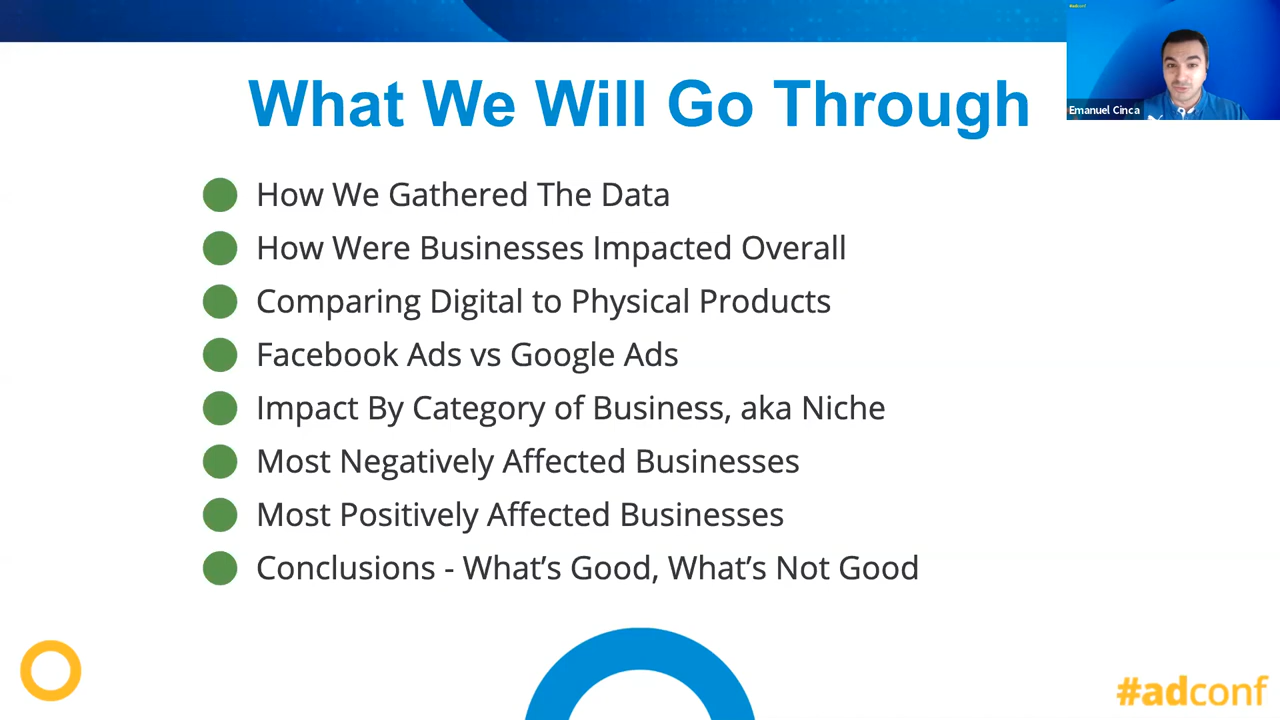 #adconf
What We Will Go Through
Emanuel Cinca
How We Gathered The Data
How Were Businesses Impacted Overall
Comparing Digital to Physical Products
Facebook Ads vs Google Ads
Impact By Category of Business, aka Niche
Most Negatively Affected Businesses
Most Positively Affected Businesses
Conclusions - What’s Good, What’s Not Good
#adconf